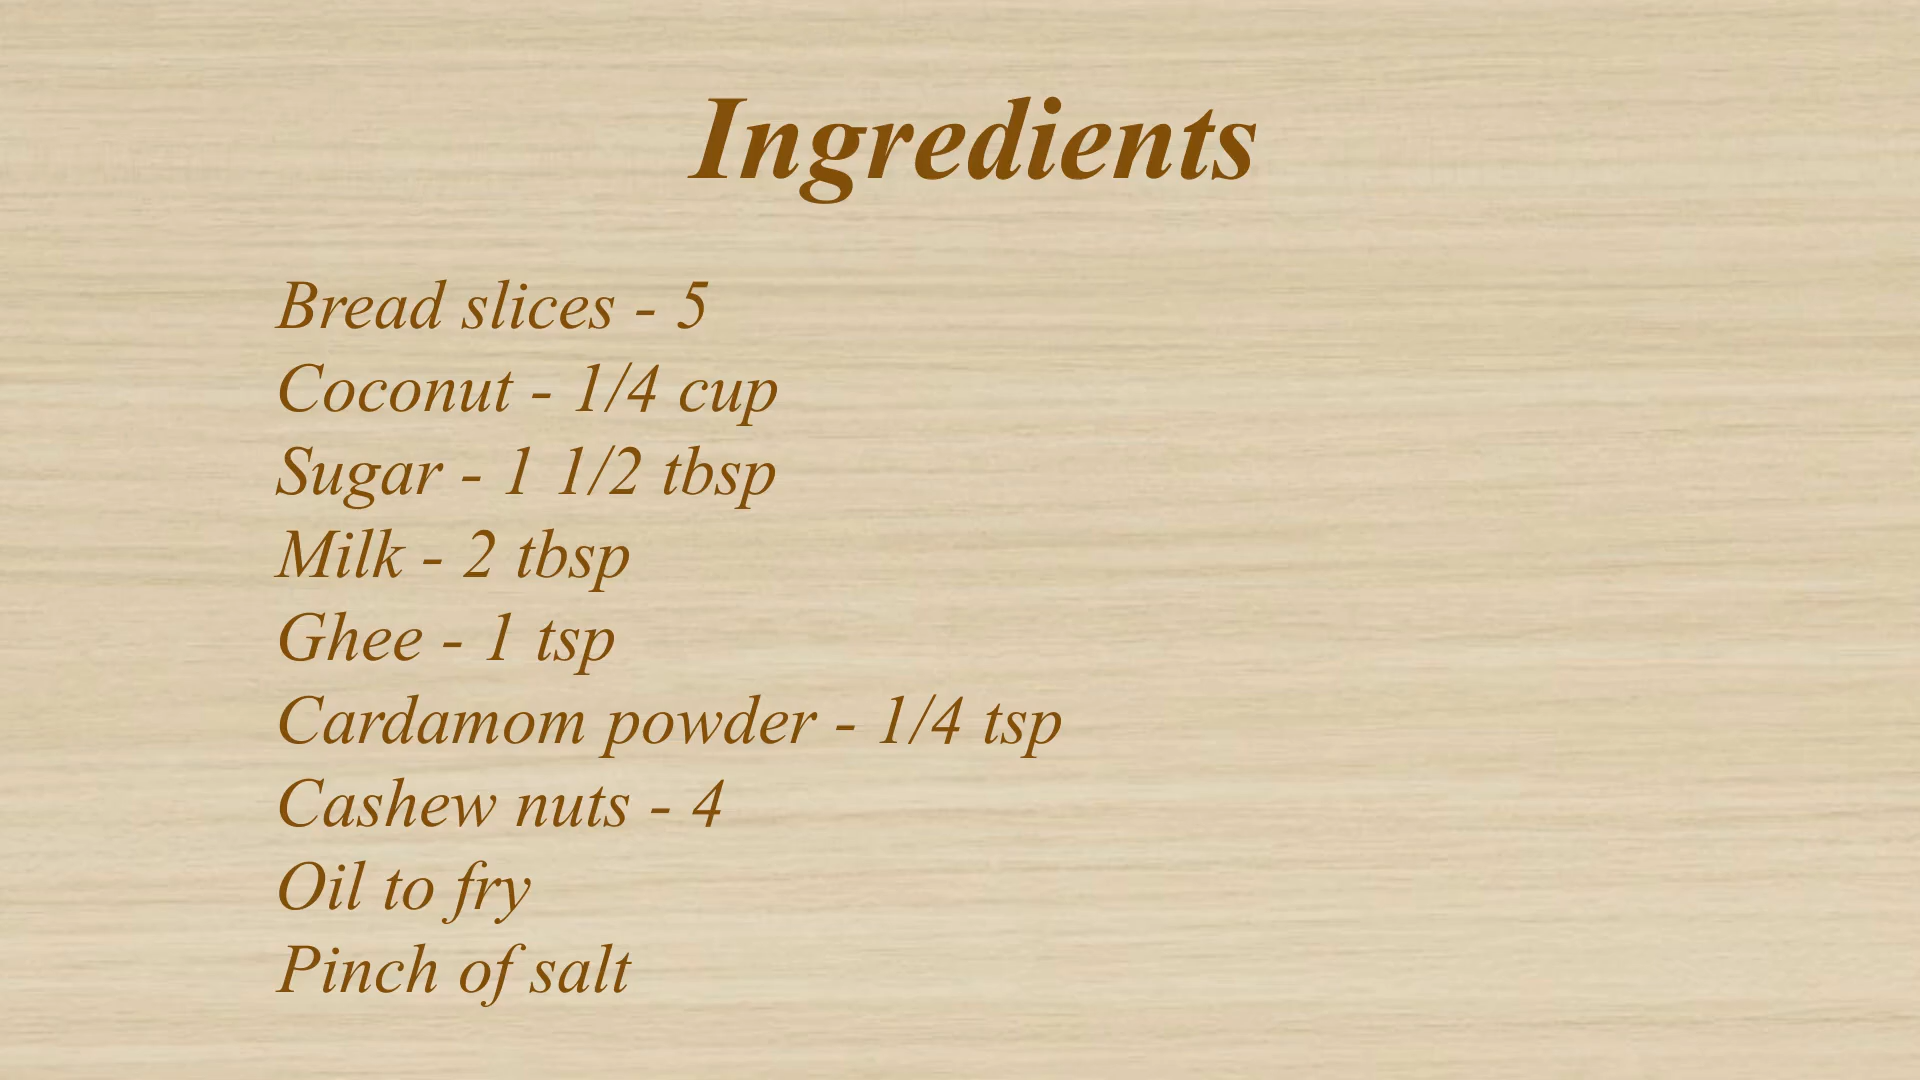 Ingredients
Bread slices - 5
Coconut - 1/4 cup
Sugar - 1 1/2 tbsp
Milk - 2 tbsp
Ghee - 1 tsp
Cardamom powder - 1/4 tsp
Cashew nuts - 4
Oil to fry
Pinch of salt